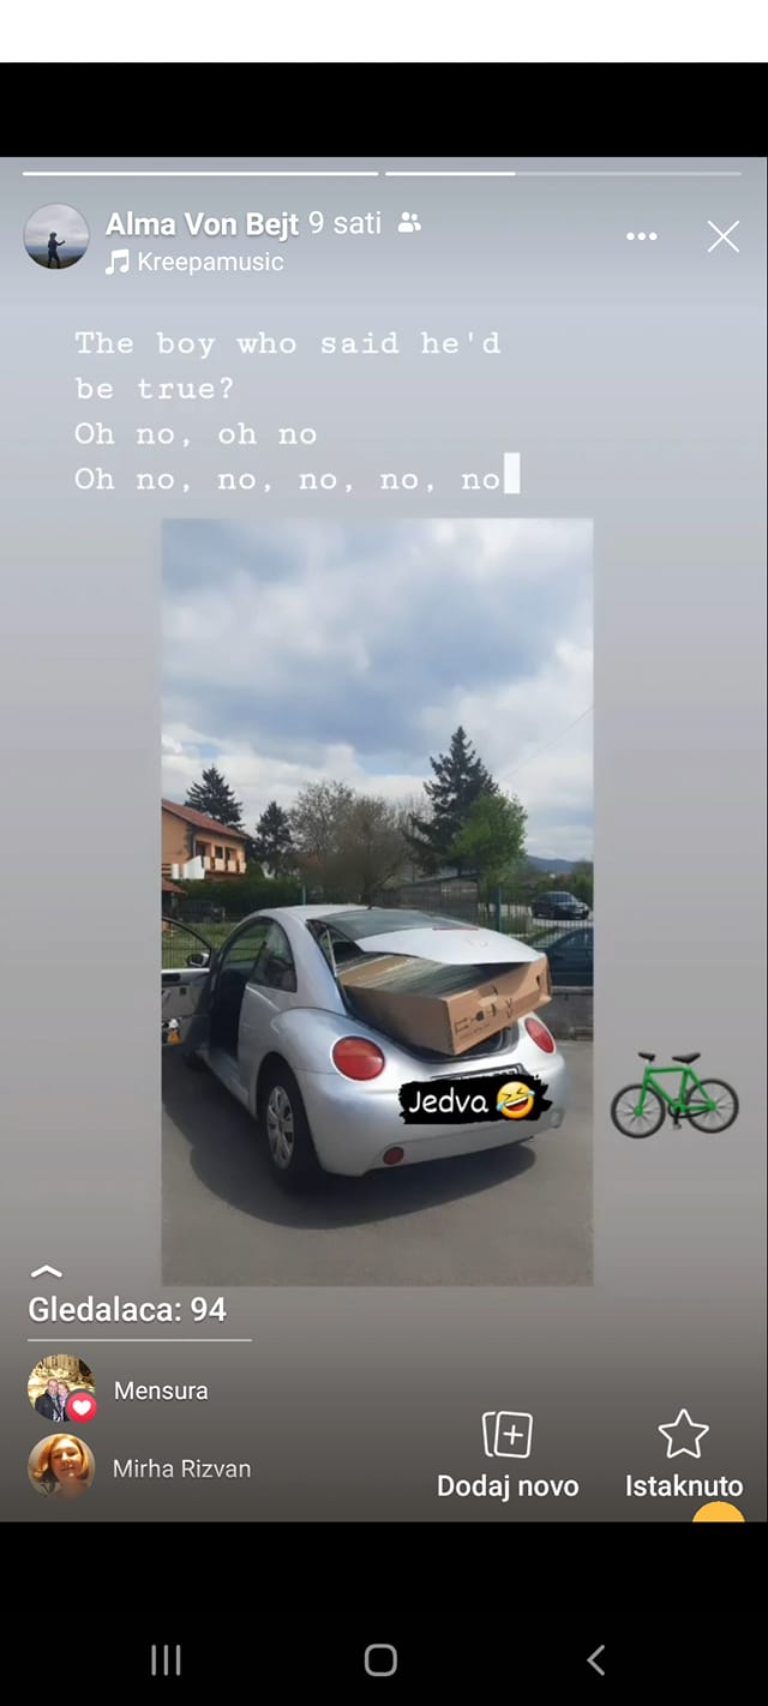 Alma Von Bejt 9 sati
Kreepamusic
The boy who said he'd
be true?
Oh no, oh no
Oh no, no, no, no, no
Jedva
Gledalaca: 94
Mensura
Mirha Rizvan
Dodaj novo
Istaknuto